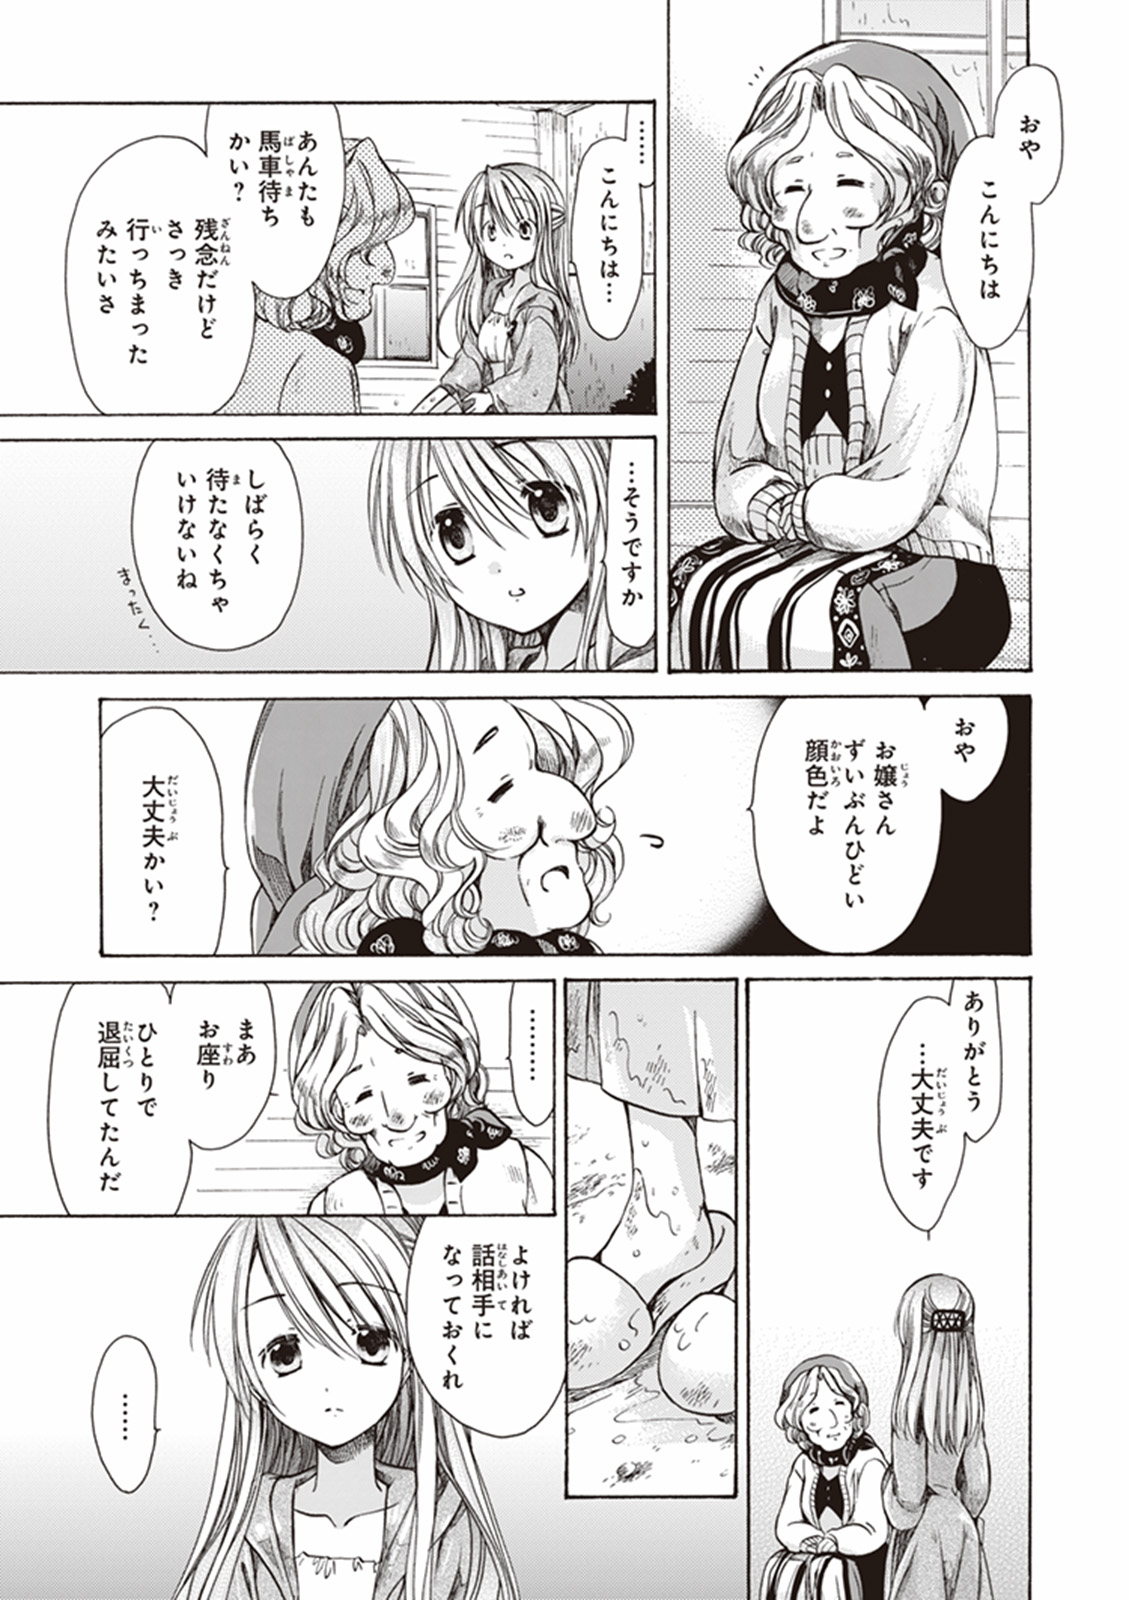 おや
こんにちは
……
こんにちは…
あんたも
馬車待ち
かい?
残念だけど
さっき
行っちまった
みたいさ
…そうですか
しばらく
待たなくちゃ
いけないね
まったく…
おや
お嬢さん
ずいぶんひどい
顔色だよ
大丈夫かい?
ありがとう
…大丈夫です
………
まあ
お座り
ひとりで
退屈してたんだ
よければ
話相手に
なっておくれ
……